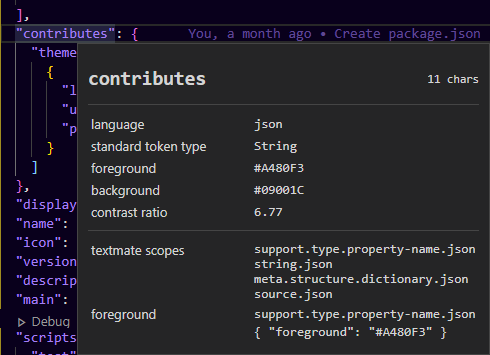 ],
"contributes": { You, a month ago • Create package.json
"theme
{
"l
"u
"p
}
]
},
"display
"name":
"icon":
"version
"descrip
"main":
Debug
"scripts
contributes 11 chars
language json
standard token type String
foreground #A480F3
background #09001C
contrast ratio 6.77
textmate scopes support.type.property-name.json
string.json
meta.structure.dictionary.json
source.json
foreground support.type.property-name.json
{ "foreground": "#A480F3" }